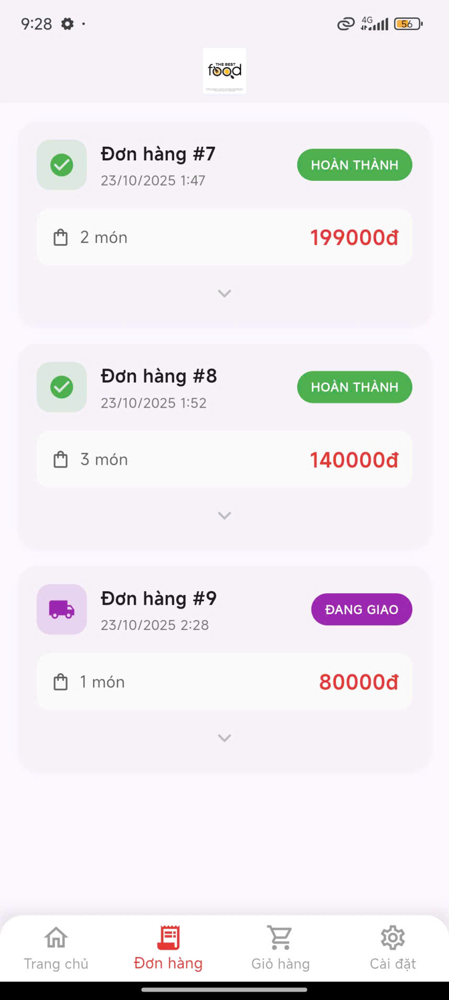 9:28
4G
56
THE BEST
food
Đơn hàng #7
23/10/2025 1:47
HOÀN THÀNH
2 món
199000đ
Đơn hàng #8
23/10/2025 1:52
HOÀN THÀNH
3 món
140000đ
Đơn hàng #9
23/10/2025 2:28
ĐANG GIAO
1 món
80000đ
Trang chủ
Đơn hàng
Giỏ hàng
Cài đặt